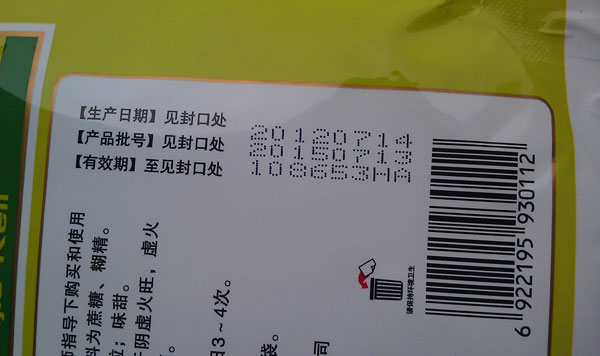 【生产日期】见封口处
【产品批号】见封口处
【有效期】至见封口处
20120714
20150713
108653HA
师指导下购买和使用
料为蔗糖、糊精。
；味甜。
阴虚火旺，虚火
日3～4次。
袋。
司
请保持环境卫生
6 922195 930112